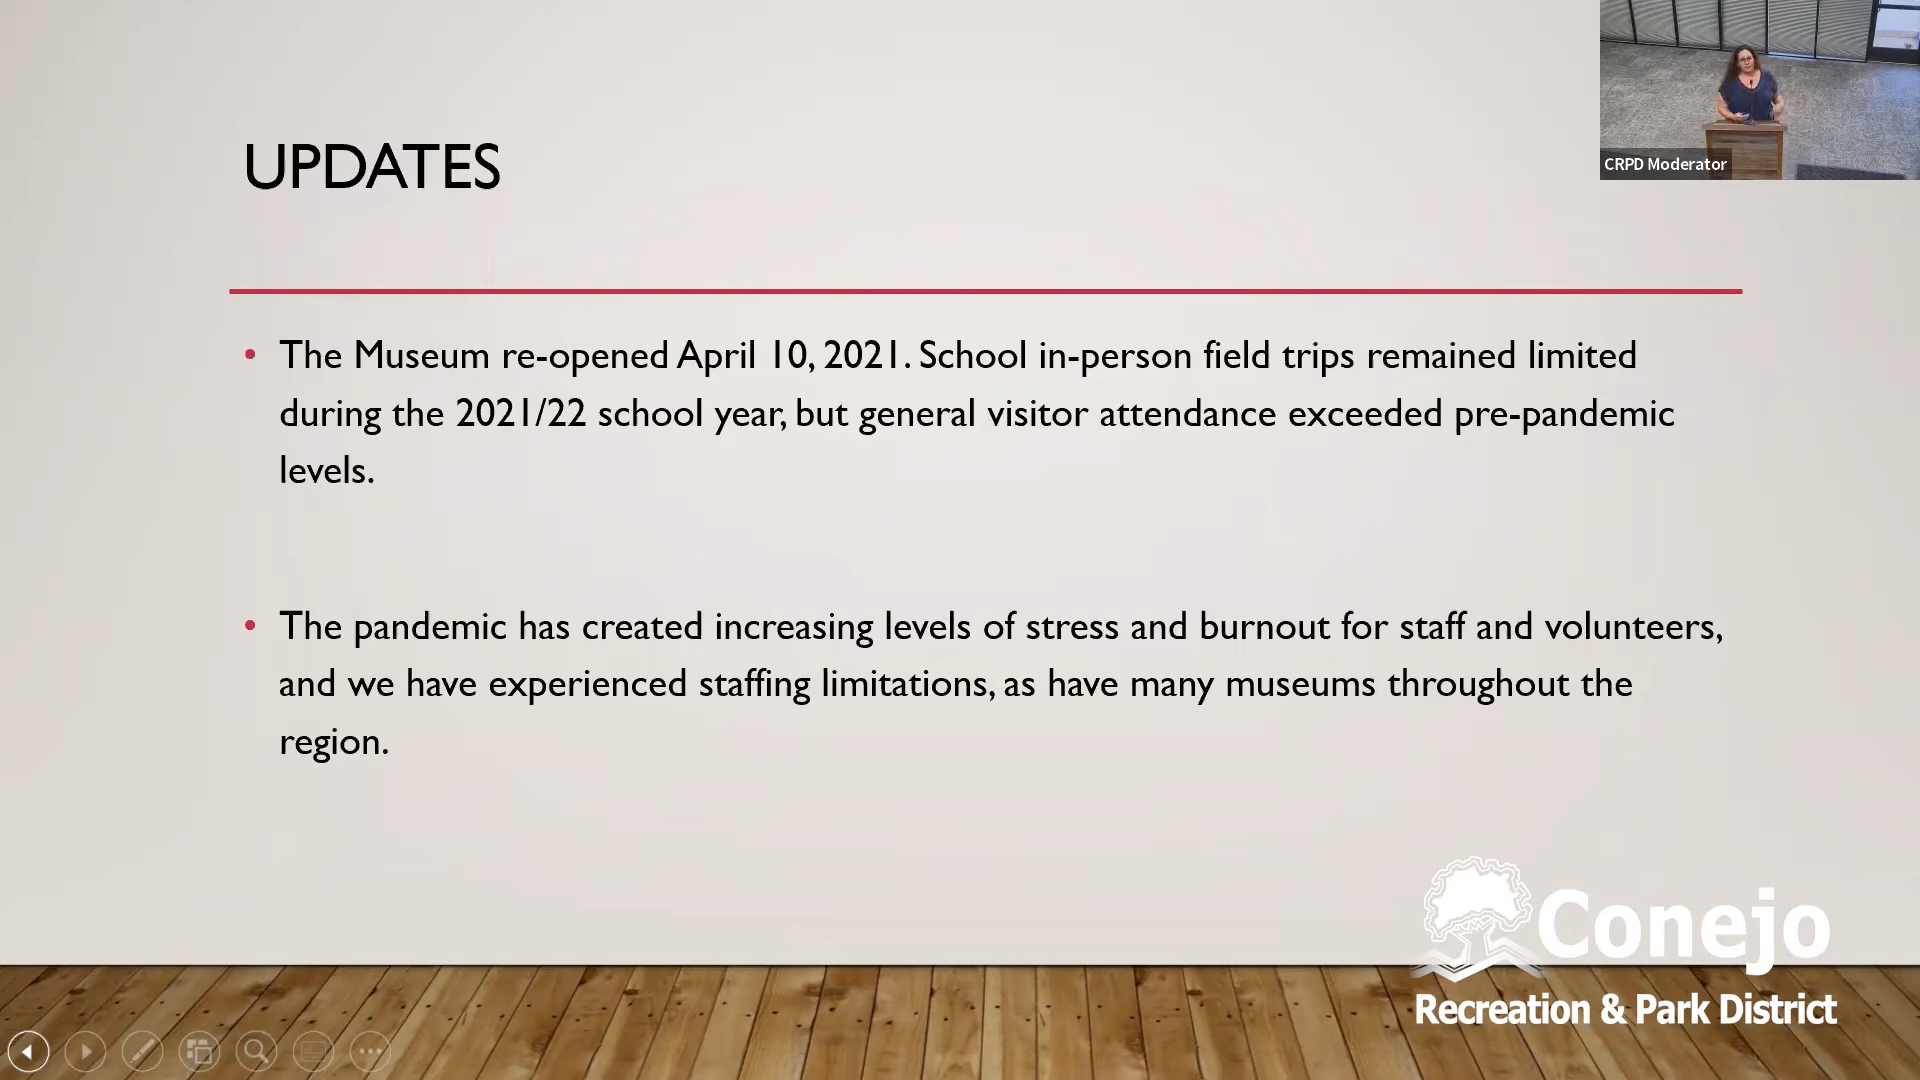 UPDATES
CRPD Moderator
• The Museum re-opened April 10, 2021. School in-person field trips remained limited
during the 2021/22 school year, but general visitor attendance exceeded pre-pandemic
levels.
• The pandemic has created increasing levels of stress and burnout for staff and volunteers,
and we have experienced staffing limitations, as have many museums throughout the
region.
Conejo
Recreation & Park District